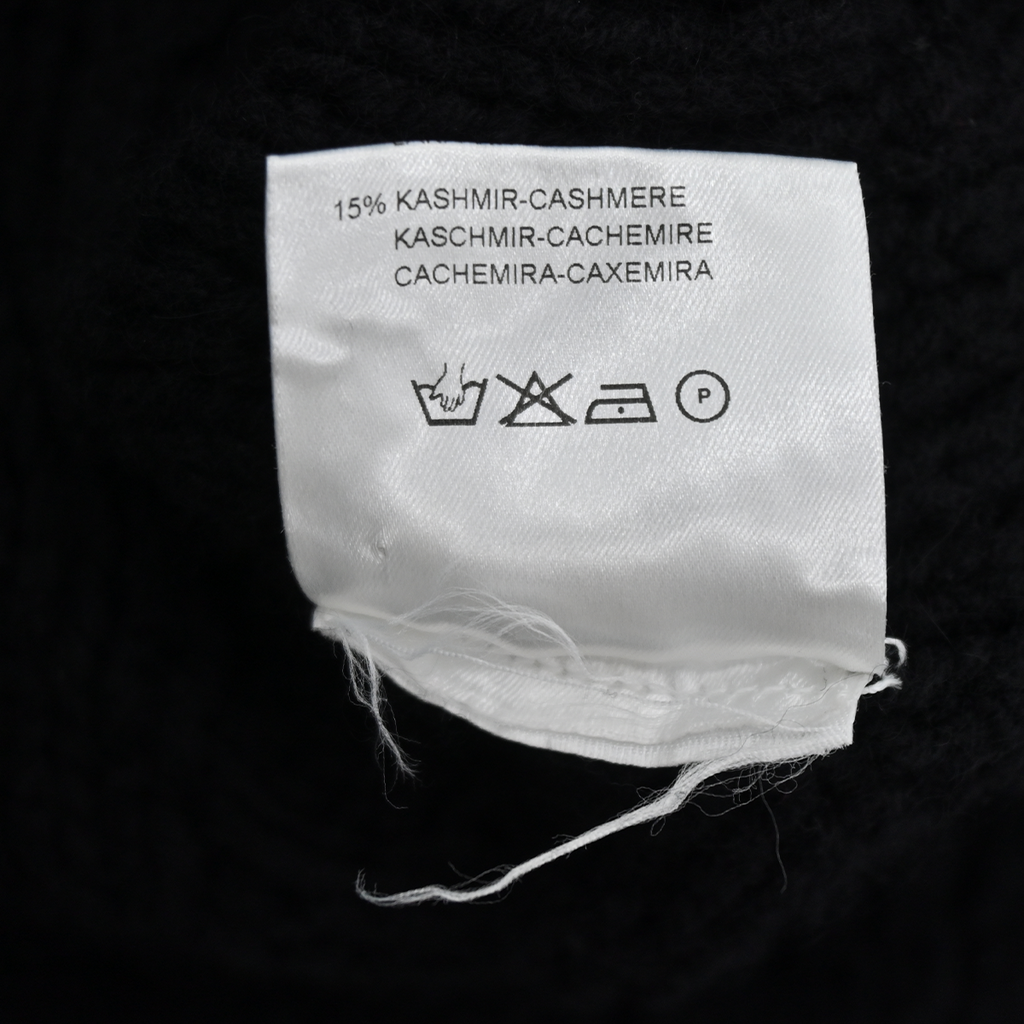 15% KASHMIR-CASHMERE
KASCHMIR-CACHEMIRE
CACHEMIRA-CAXEMIRA
P